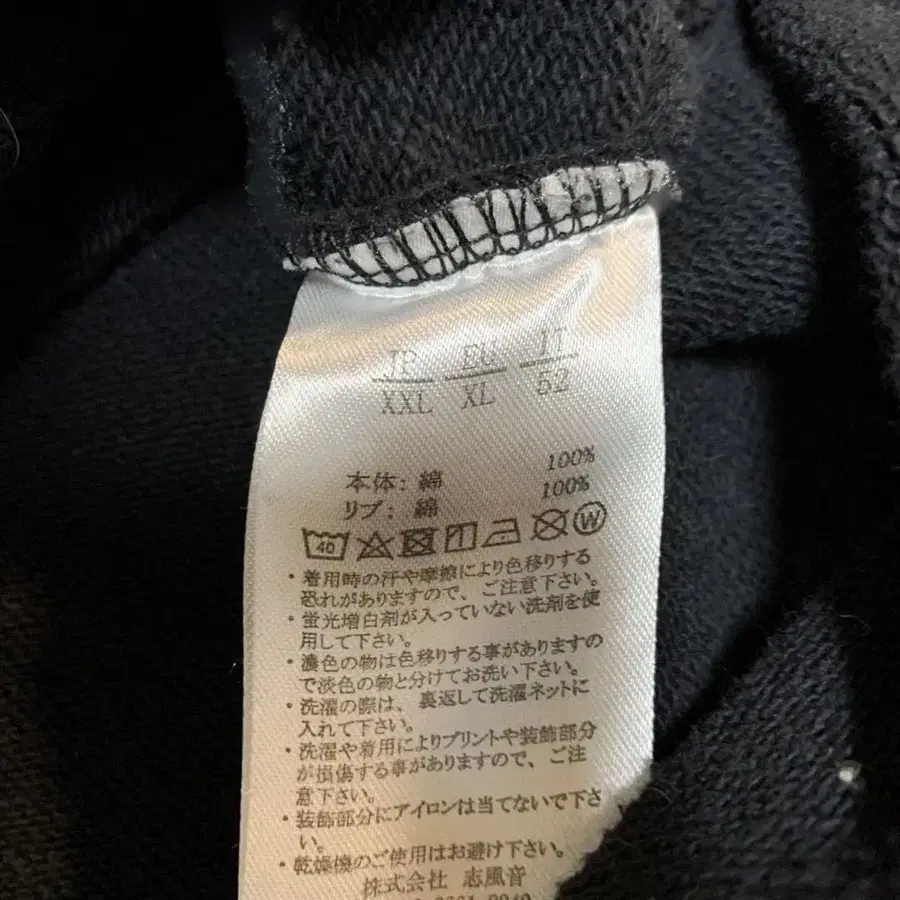 JP EU IT
XXL XL 52
本体: 綿 100%
リブ: 綿 100%
40 W
・着用時の汗や摩擦により色移りする
恐れがありますので、ご注意下さい。
・蛍光増白剤が入っていない洗剤を使
用して下さい。
・濃色の物は色移りする事がありますの
で淡色の物と分けてお洗い下さい。
・洗濯の際は、裏返して洗濯ネットに
入れて下さい。
・洗濯や着用によりプリントや装飾部分
が損傷する事がありますので、ご注
意下さい。
・装飾部分にアイロンは当てないで下さ
い。
・乾燥機のご使用はお避け下さい。
株式会社 志風音